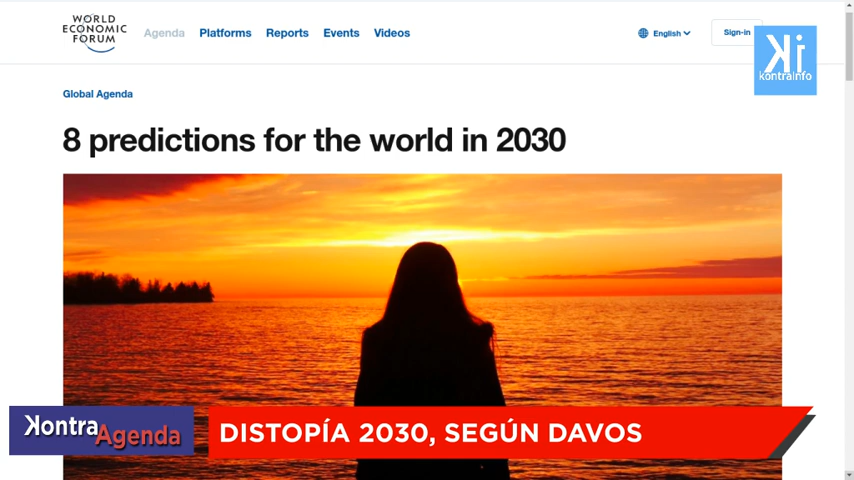 WORLD
ECONOMIC
FORUM
Agenda Platforms Reports Events Videos
English Sign-in
Ki
kontrainfo
Global Agenda
8 predictions for the world in 2030
Kontra
Agenda
DISTOPÍA 2030, SEGÚN DAVOS